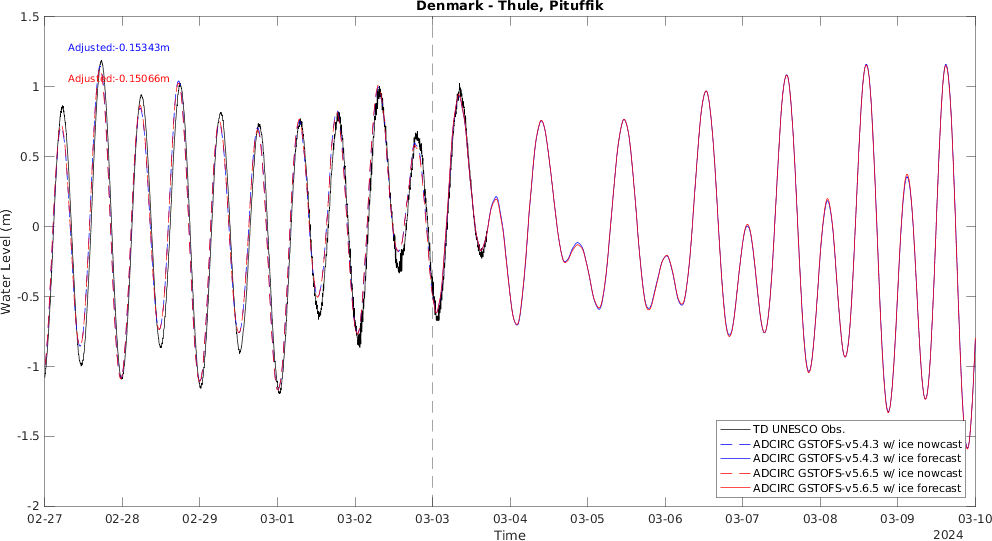 Denmark - Thule, Pituffik
Adjusted:-0.15343m
Adjusted:-0.15066m
Water Level (m)
1.5
1
0.5
0
-0.5
-1
-1.5
-2
TD UNESCO Obs.
ADCIRC GSTOFS-v5.4.3 w/ ice nowcast
ADCIRC GSTOFS-v5.4.3 w/ ice forecast
ADCIRC GSTOFS-v5.6.5 w/ ice nowcast
ADCIRC GSTOFS-v5.6.5 w/ ice forecast
02-27 02-28 02-29 03-01 03-02 03-03 03-04 03-05 03-06 03-07 03-08 03-09 03-10
Time
2024